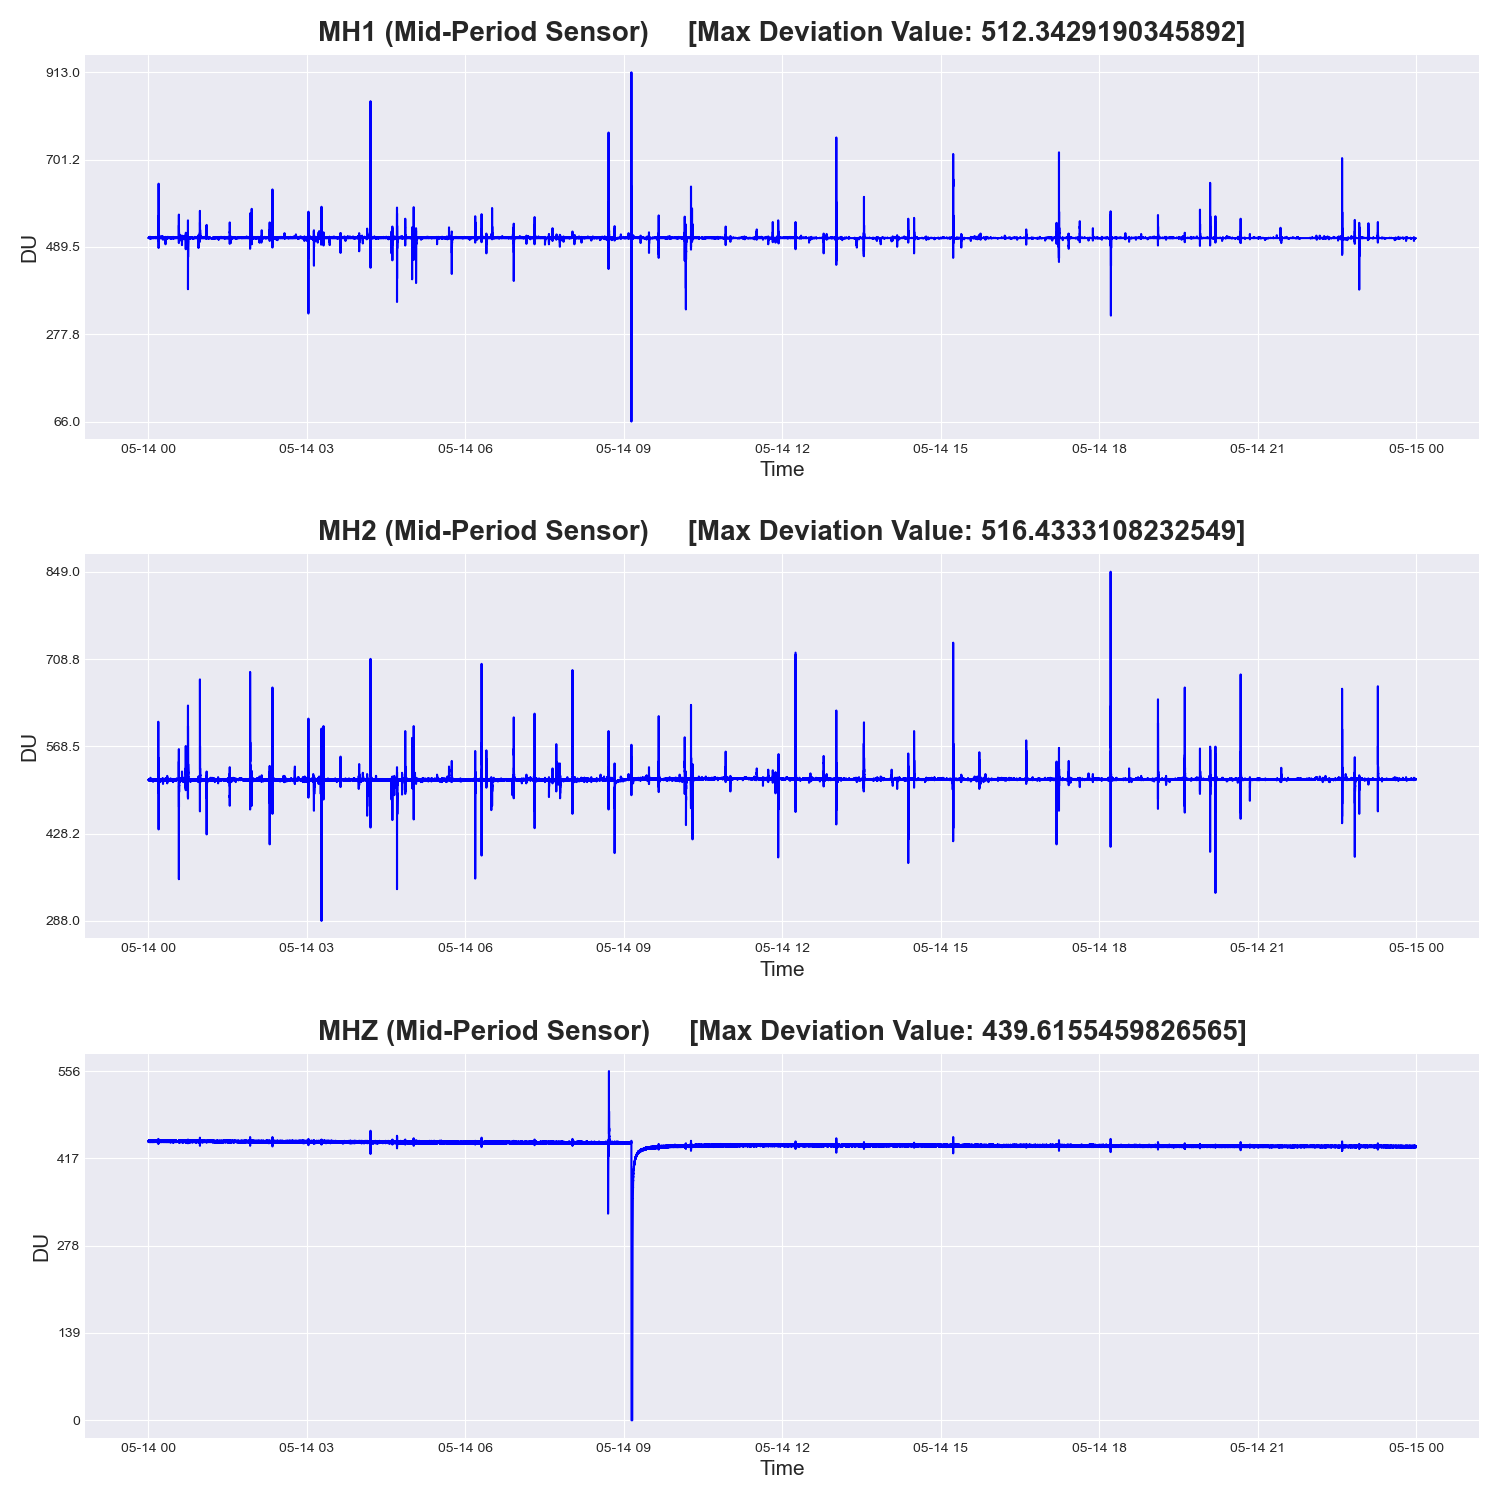 MH1 (Mid-Period Sensor) [Max Deviation Value: 512.3429190345892]
913.0
701.2
489.5
277.8
66.0
DU
05-14 00 05-14 03 05-14 06 05-14 09 05-14 12 05-14 15 05-14 18 05-14 21 05-15 00
Time
MH2 (Mid-Period Sensor) [Max Deviation Value: 516.4333108232549]
849.0
708.8
568.5
428.2
288.0
DU
05-14 00 05-14 03 05-14 06 05-14 09 05-14 12 05-14 15 05-14 18 05-14 21 05-15 00
Time
MHZ (Mid-Period Sensor) [Max Deviation Value: 439.6155459826565]
556
417
278
139
0
DU
05-14 00 05-14 03 05-14 06 05-14 09 05-14 12 05-14 15 05-14 18 05-14 21 05-15 00
Time